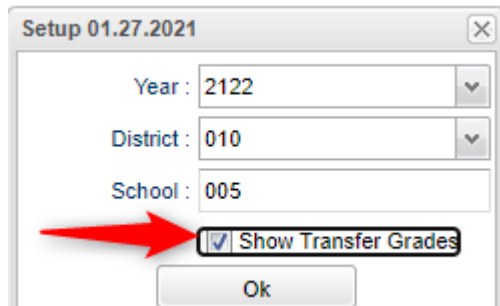 Setup 01.27.2021
Year : 2122
District : 010
School : 005
Show Transfer Grades
Ok